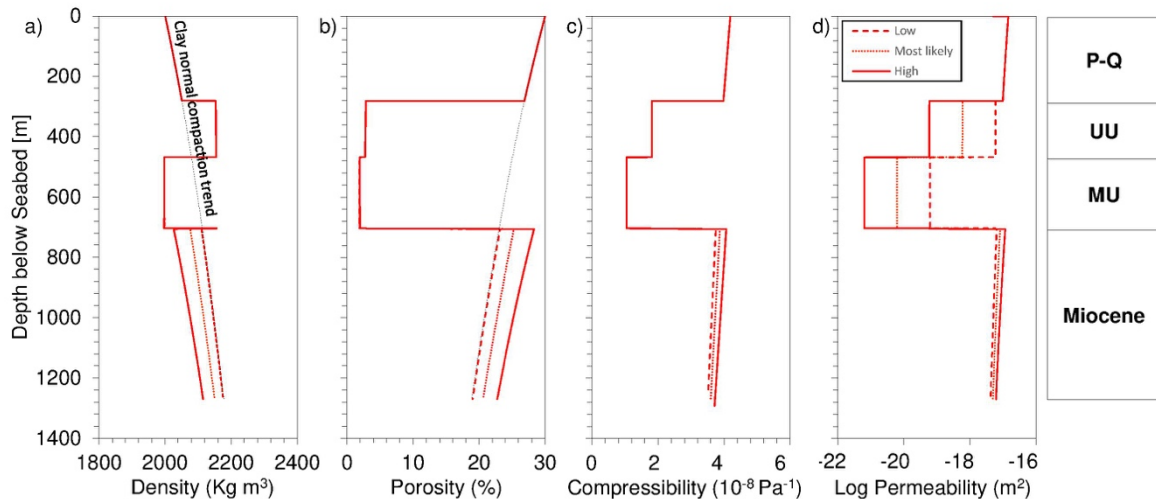 a)
b)
c)
d)
0
200
400
600
800
1000
1200
1400
Depth below Seabed [m]
Clay normal compaction trend
1800 2000 2200 2400
Density (Kg m³)
0 10 20 30
Porosity (%)
0 2 4 6
Compressibility (10⁻⁸ Pa⁻¹)
-22 -20 -18 -16
Log Permeability (m²)
Low
Most likely
High
P-Q
UU
MU
Miocene